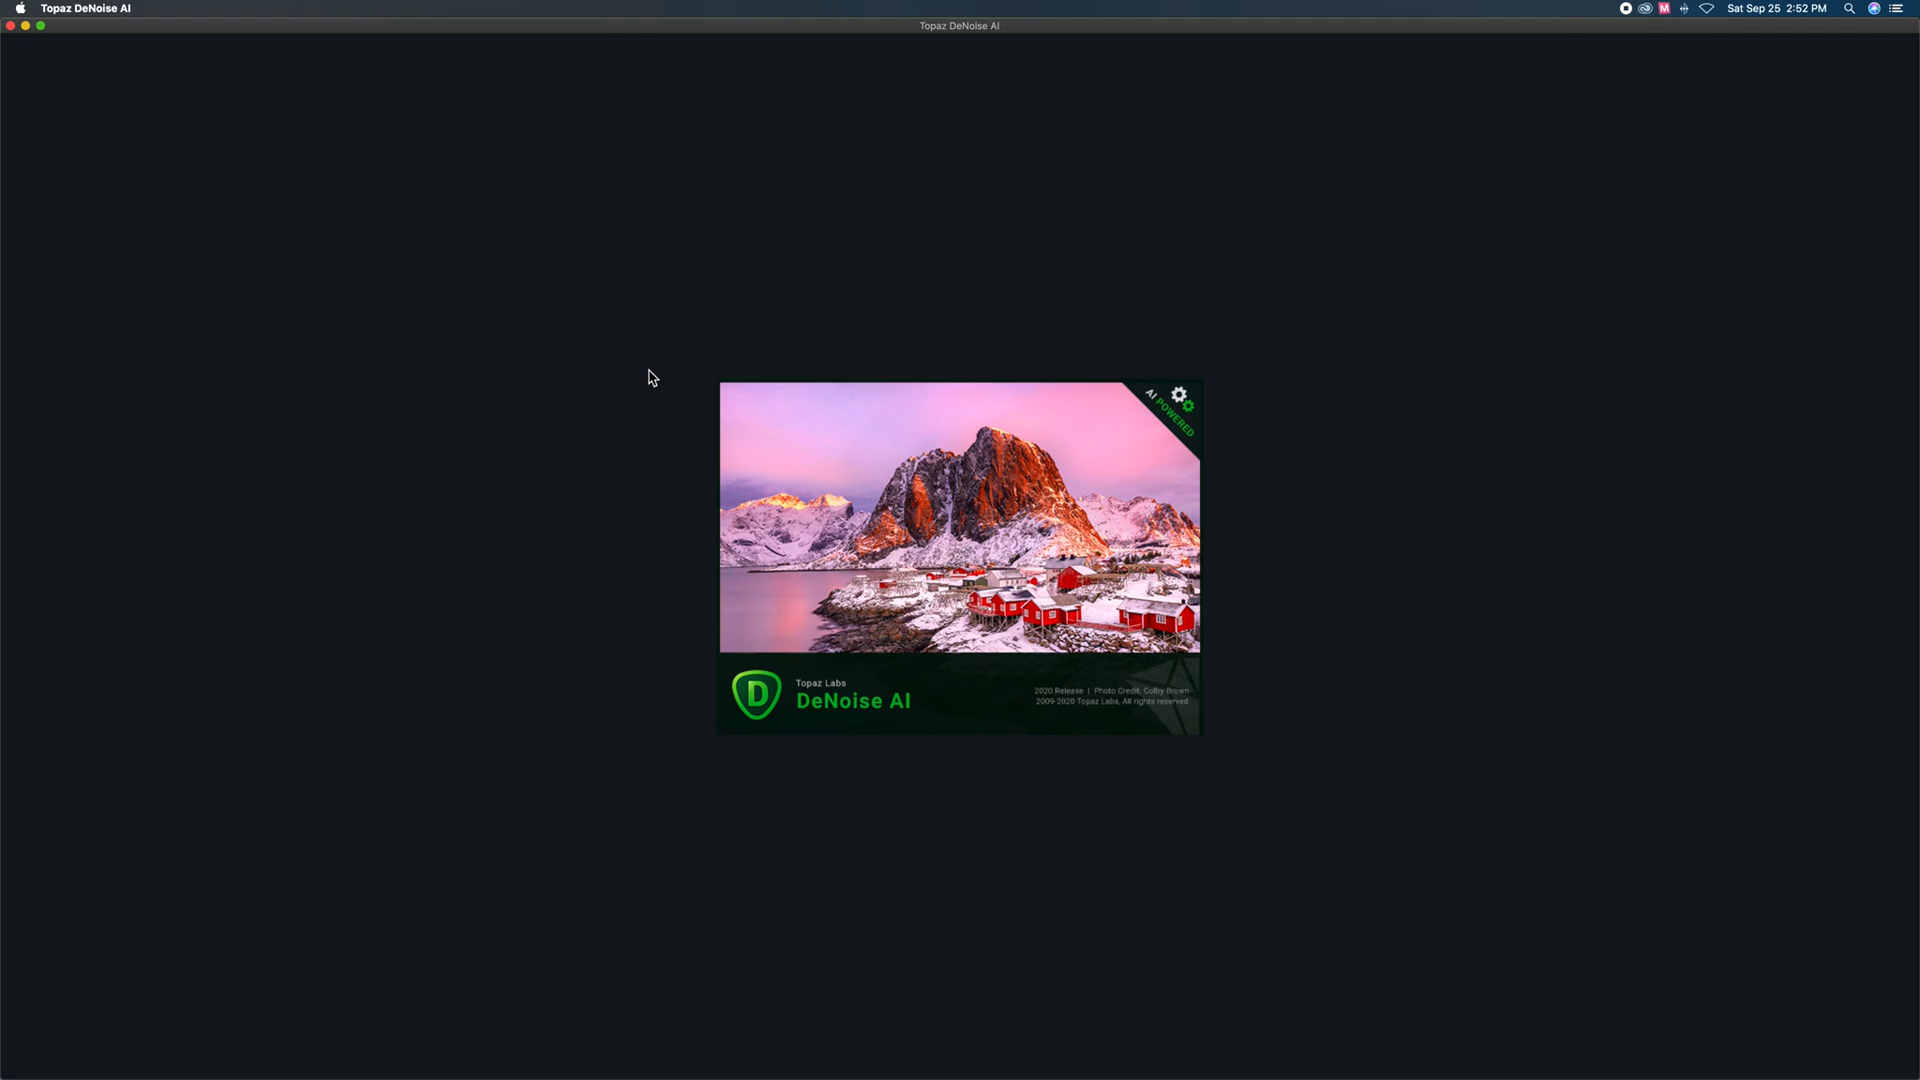 Topaz DeNoise AI
M
Sat Sep 25 2:52 PM
Topaz DeNoise AI
AI POWERED
D
Topaz Labs
DeNoise AI
2020 Release | Photo Credit: Colby Brown
2009-2020 Topaz Labs, All rights reserved